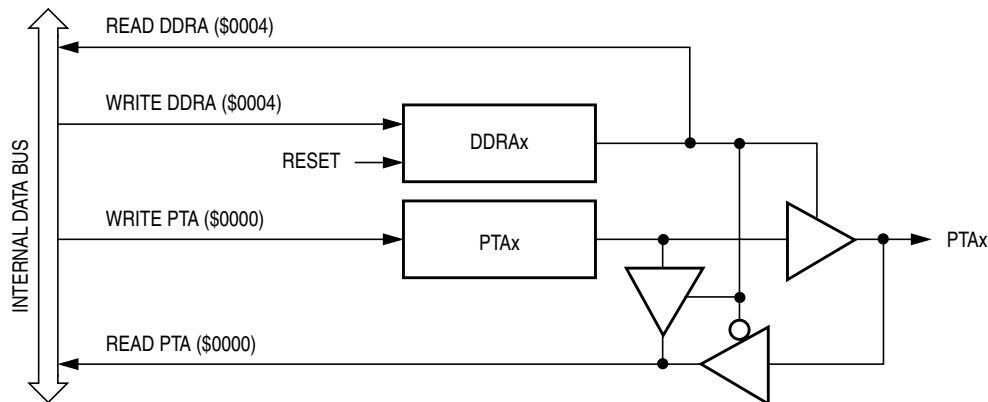 READ DDRA ($0004)
WRITE DDRA ($0004)
DDRAx
RESET
WRITE PTA ($0000)
PTAx
PTAx
READ PTA ($0000)
INTERNAL DATA BUS